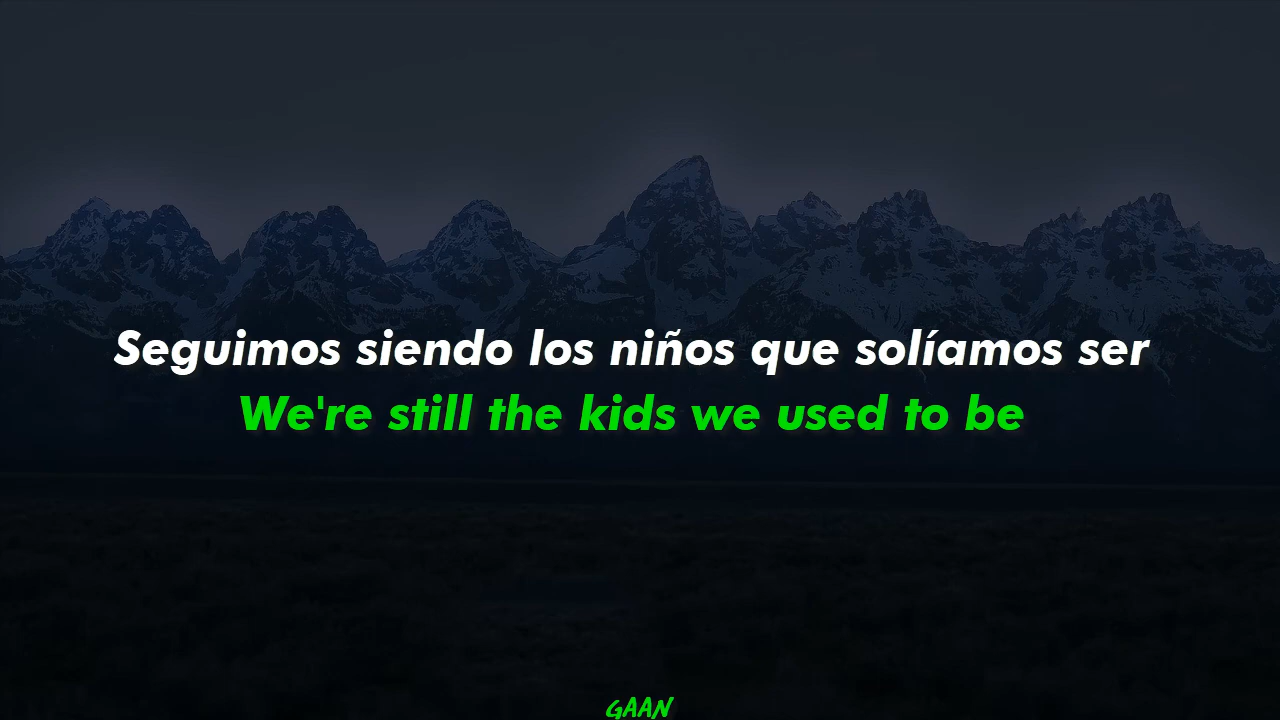 Seguimos siendo los niños que solíamos ser
We're still the kids we used to be
GAAN